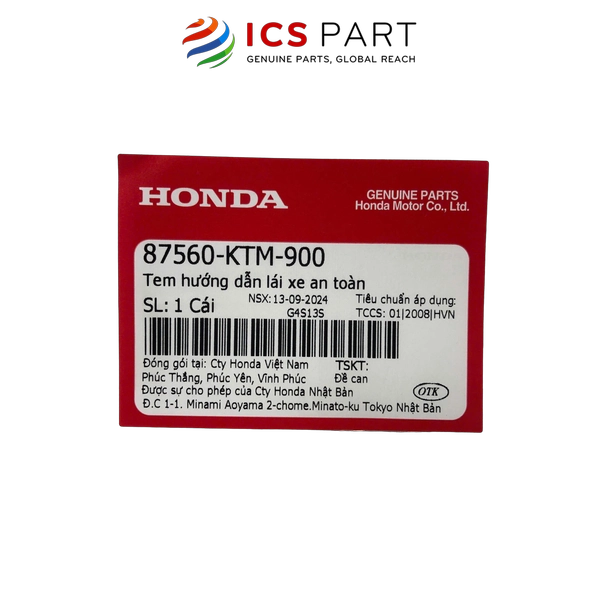 ICS PART
GENUINE PARTS, GLOBAL REACH
HONDA
GENUINE PARTS
Honda Motor Co., Ltd.
87560-KTM-900
Tem hướng dẫn lái xe an toàn
SL: 1 Cái
NSX: 13-09-2024
G4S13S
Tiêu chuẩn áp dụng:
TCCS: 01|2008|HVN
Đóng gói tại: Cty Honda Việt Nam
Phúc Thắng, Phúc Yên, Vĩnh Phúc
TSKT:
Đề can
Được sự cho phép của Cty Honda Nhật Bản
Đ.C 1-1. Minami Aoyama 2-chome.Minato-ku Tokyo Nhật Bản
OTK